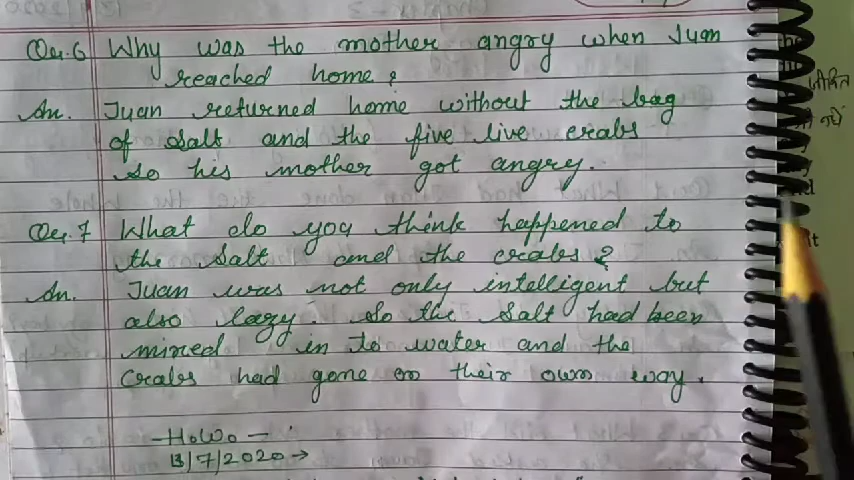 Qu.6 Why was the mother angry when Juan
reached home?
An. Juan returned home without the bag
of salt and the five live crabs
so his mother got angry.
Qu.7 What do you think happened to
the salt and the crabs?
An. Juan was not only intelligent but
also lazy. So the salt had been
mined in to water and the
crabs had gone on their own way.
-H.W. -
13/7/2020 →